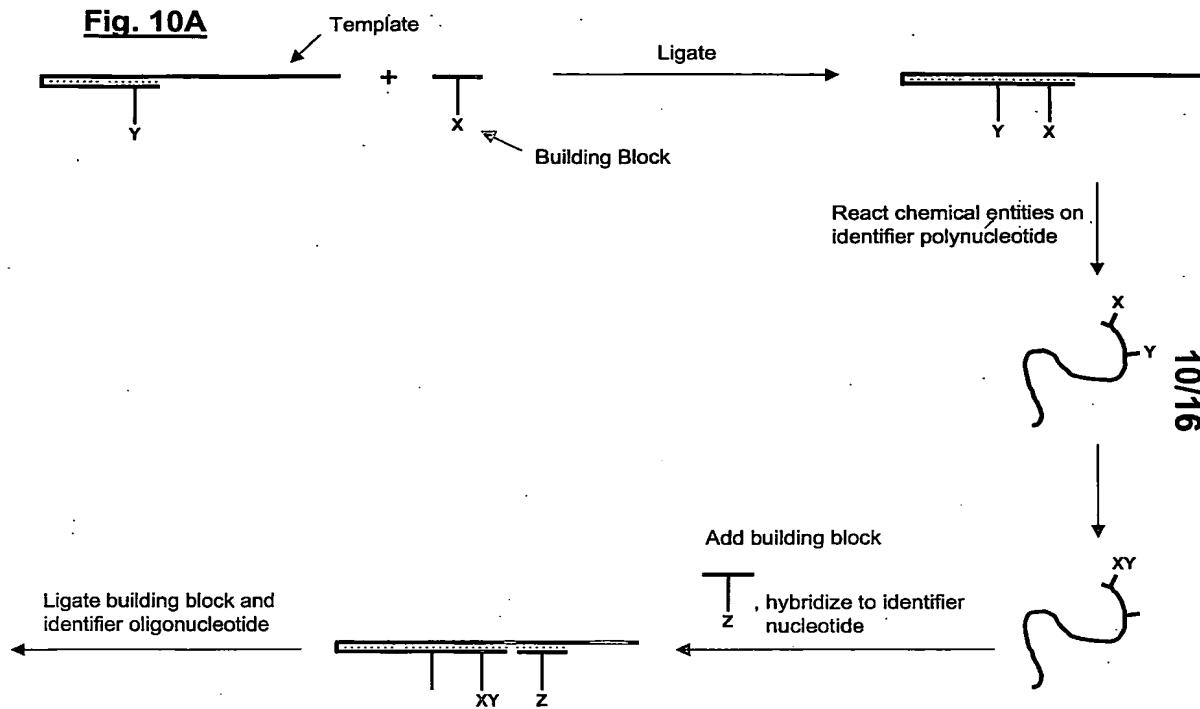 Fig. 10A
Template
+
Ligate
Y
X
Building Block
Y
X
React chemical entities on
identifier polynucleotide
X
Y
10/16
XY
Add building block
Z
, hybridize to identifier
nucleotide
Ligate building block and
identifier oligonucleotide
XY
Z